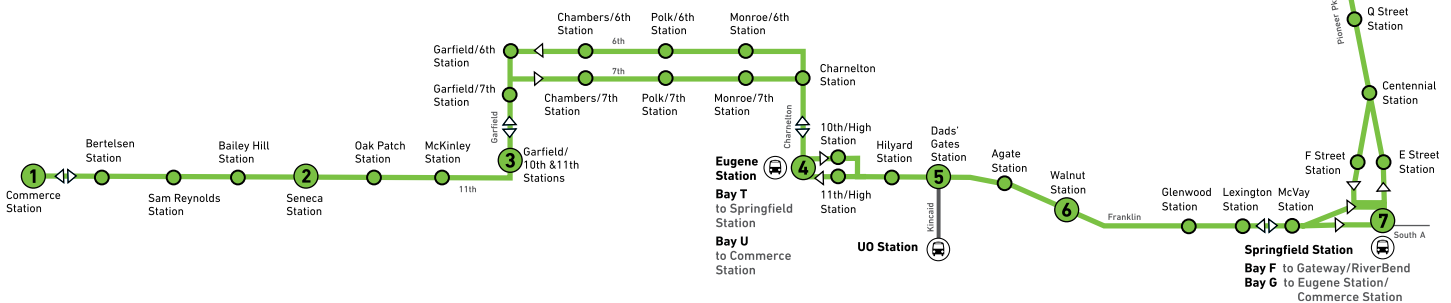 Chambers/6th
Station
Polk/6th
Station
Monroe/6th
Station
Garfield/6th
Station
6th
7th
Charnelton
Station
Garfield/7th
Station
Chambers/7th
Station
Polk/7th
Station
Monroe/7th
Station
Garfield
Charnelton
1
Commerce
Station
Bertelsen
Station
Sam Reynolds
Station
Bailey Hill
Station
2
Seneca
Station
Oak Patch
Station
McKinley
Station
11th
3
Garfield/
10th &11th
Stations
Eugene
Station
4
Bay T
to Springfield
Station
Bay U
to Commerce
Station
10th/High
Station
11th/High
Station
Hilyard
Station
Dads'
Gates
Station
5
Kincaid
UO Station
Agate
Station
Walnut
Station
6
Franklin
Glenwood
Station
Lexington
Station
McVay
Station
Pioneer Pk
Q Street
Station
Centennial
Station
F Street
Station
E Street
Station
7
South A
Springfield Station
Bay F to Gateway/RiverBend
Bay G to Eugene Station/
Commerce Station